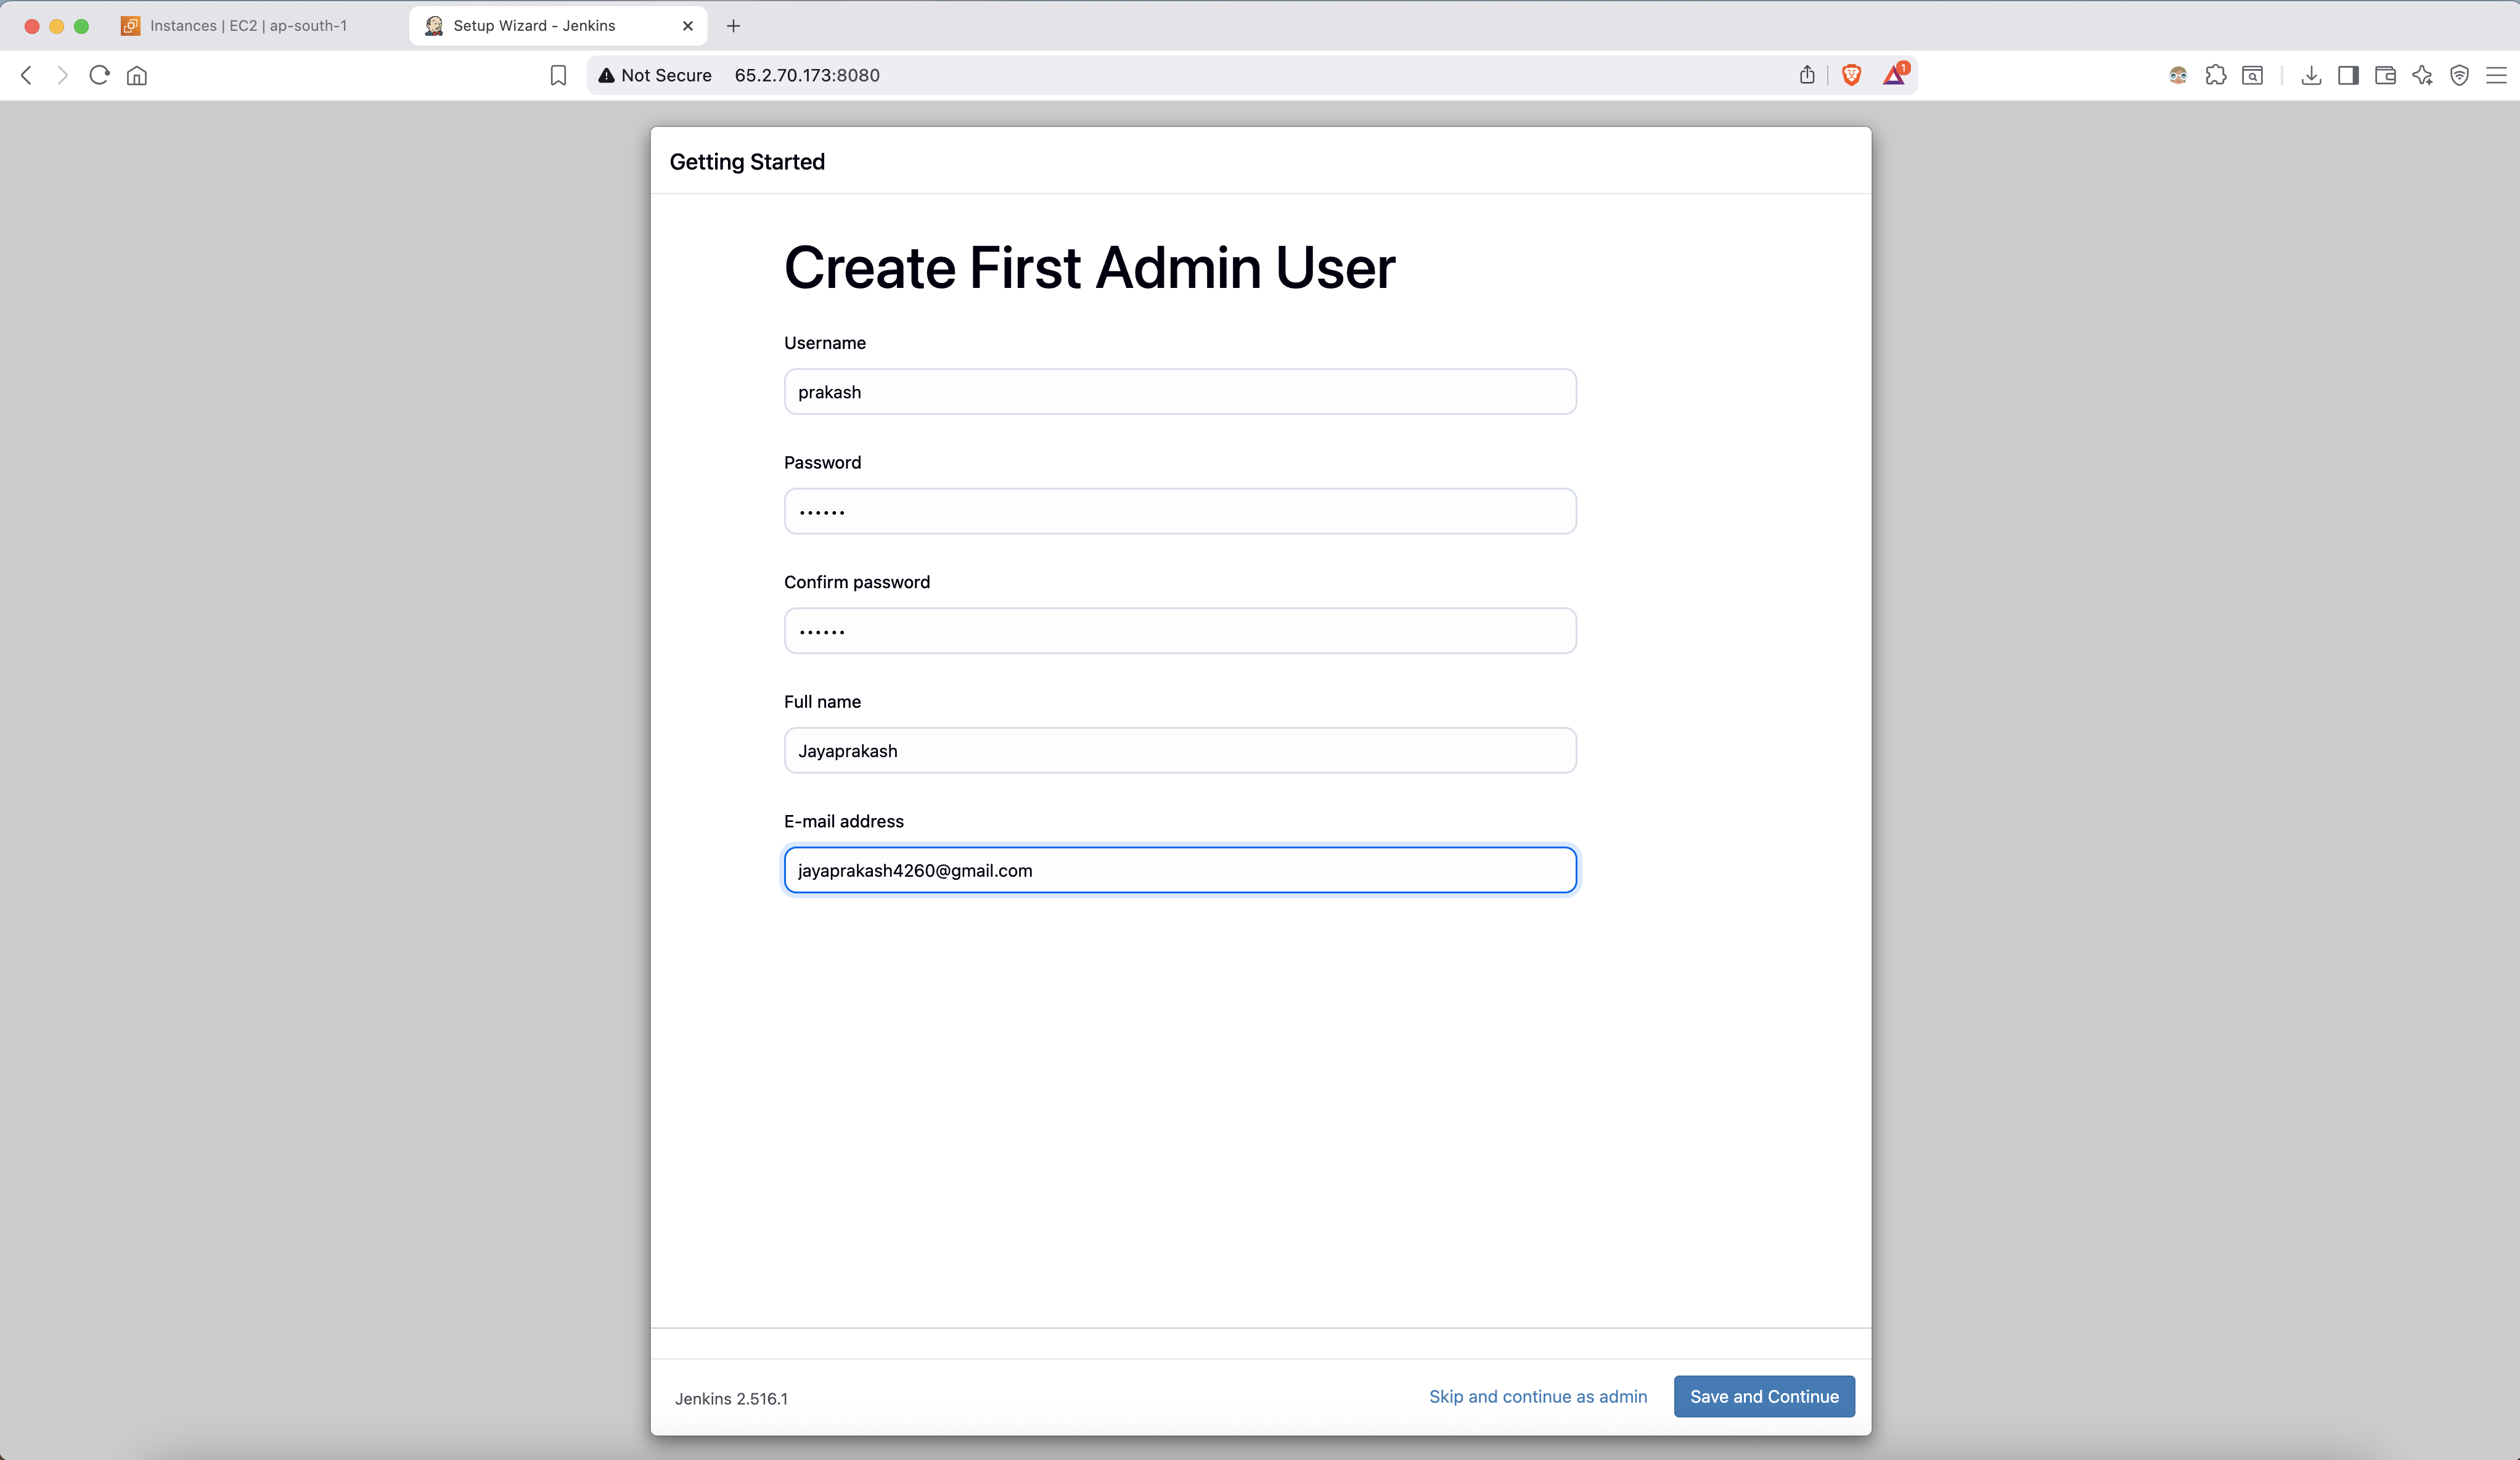 Instances | EC2 | ap-south-1
Setup Wizard - Jenkins
Not Secure 65.2.70.173:8080
1
Getting Started
Create First Admin User
Username
prakash
Password
••••••
Confirm password
••••••
Full name
Jayaprakash
E-mail address
jayaprakash4260@gmail.com
Jenkins 2.516.1
Skip and continue as admin
Save and Continue